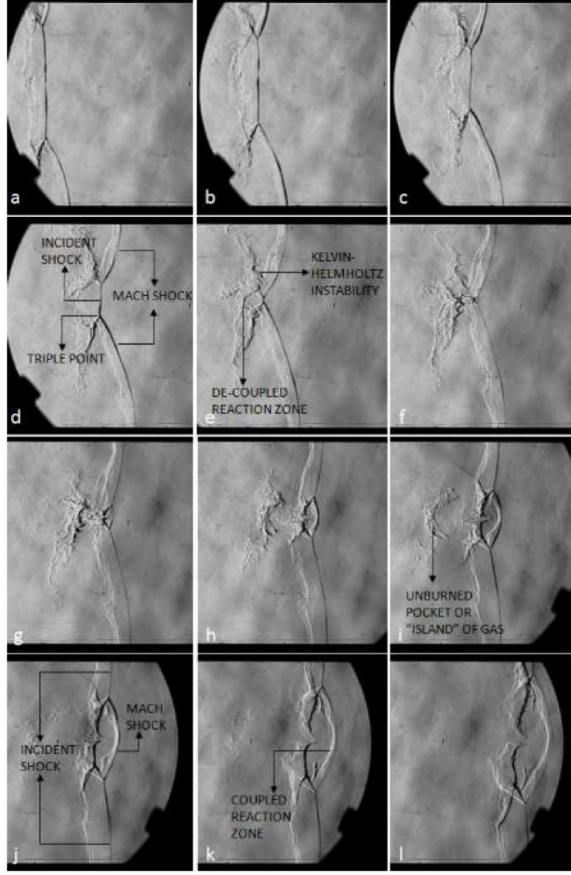 a
b
c
INCIDENT
SHOCK
MACH SHOCK
TRIPLE POINT
d
KELVIN-
HELMHOLTZ
INSTABILITY
DE-COUPLED
REACTION ZONE
e
f
g
h
UNBURNED
POCKET OR
"ISLAND" OF GAS
i
MACH
SHOCK
INCIDENT
SHOCK
j
COUPLED
REACTION
ZONE
k
l